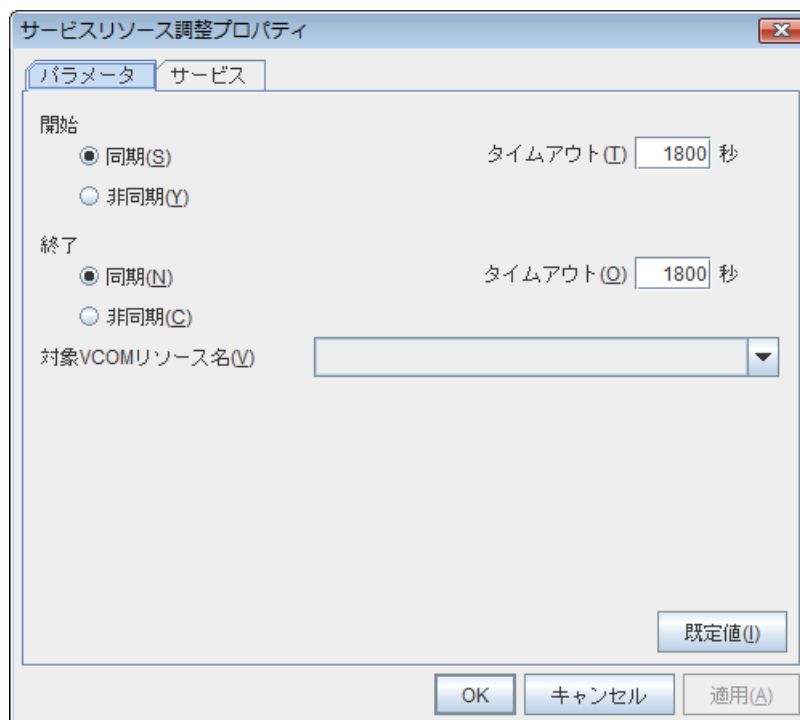 サービスリソース調整プロパティ
パラメータ サービス
開始
同期(S) タイムアウト(T) 1800 秒
非同期(Y)
終了
同期(N) タイムアウト(O) 1800 秒
非同期(C)
対象VCOMリソース名(V)
既定値(I)
OK キャンセル 適用(A)